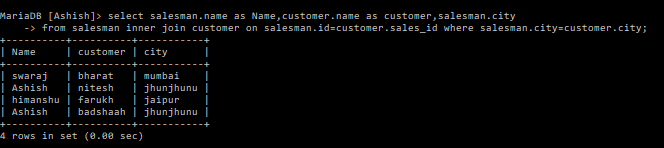 MariaDB [Ashish]> select salesman.name as Name,customer.name as customer,salesman.city
    -> from salesman inner join customer on salesman.id=customer.sales_id where salesman.city=customer.city;
+----------+----------+-----------+
| Name     | customer | city      |
+----------+----------+-----------+
| swaraj   | bharat   | mumbai    |
| Ashish   | nitesh   | jhunjhunu |
| himanshu | farukh   | jaipur    |
| Ashish   | badshaah | jhunjhunu |
+----------+----------+-----------+
4 rows in set (0.00 sec)